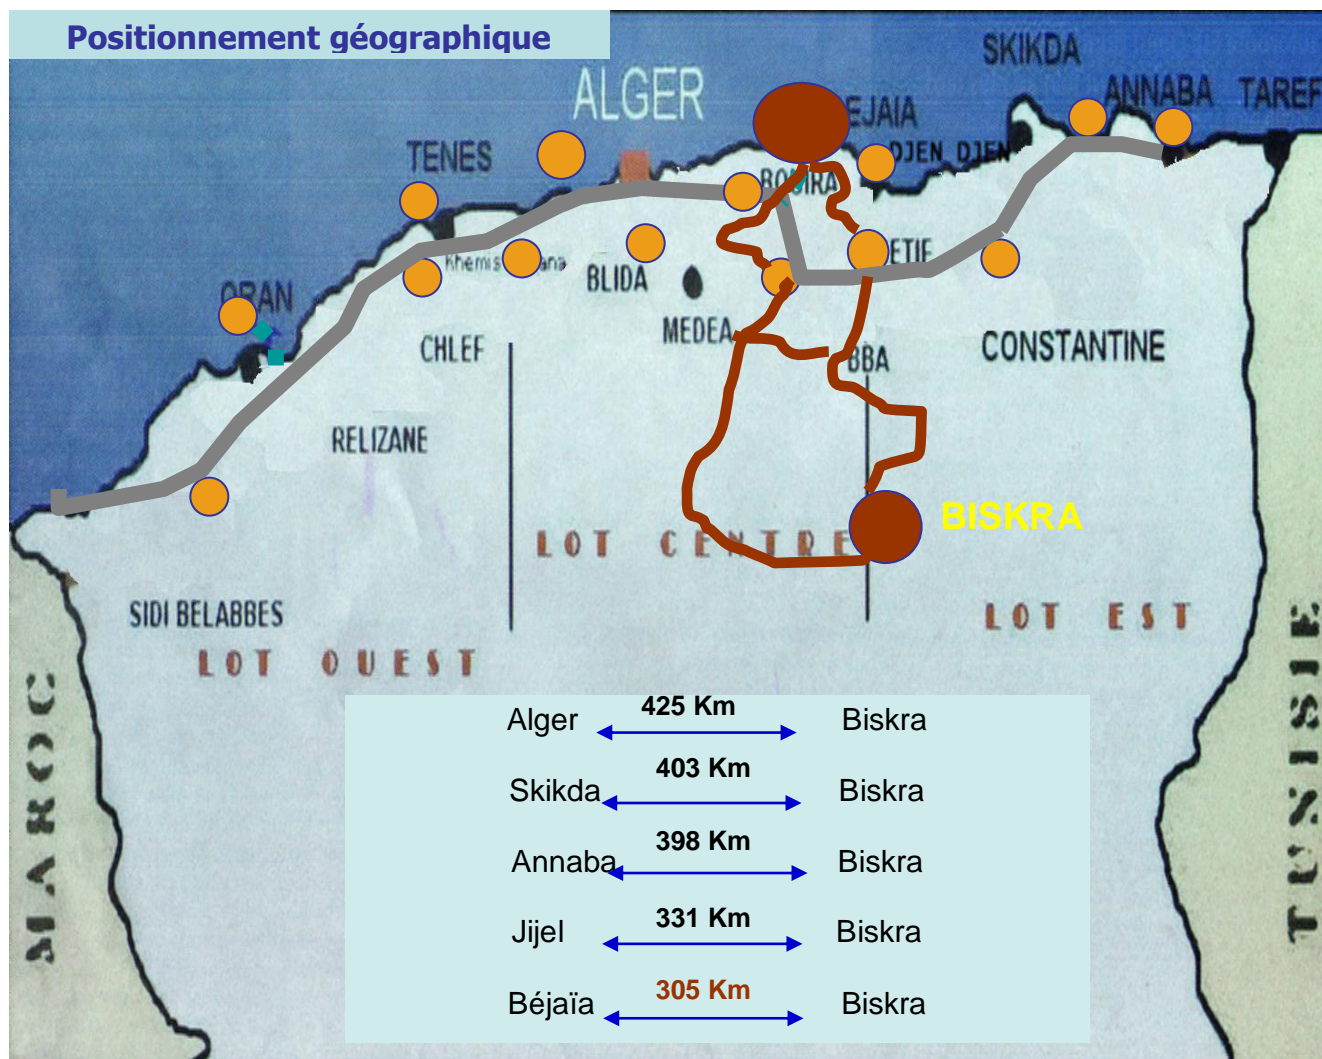 Positionnement géographique
SKIKDA
ALGER
EJAIA
ANNABA
TAREF
TENES
DJEN DJEN
BOUIRA
ETIF
Khemis ana
BLIDA
ORAN
MEDEA
CHLEF
BBA
CONSTANTINE
RELIZANE
BISKRA
LOT CENTRE
SIDI BELABBES
LOT EST
LOT OUEST
MAROC
TUNISIE
Alger 425 Km Biskra
Skikda 403 Km Biskra
Annaba 398 Km Biskra
Jijel 331 Km Biskra
Béjaïa 305 Km Biskra